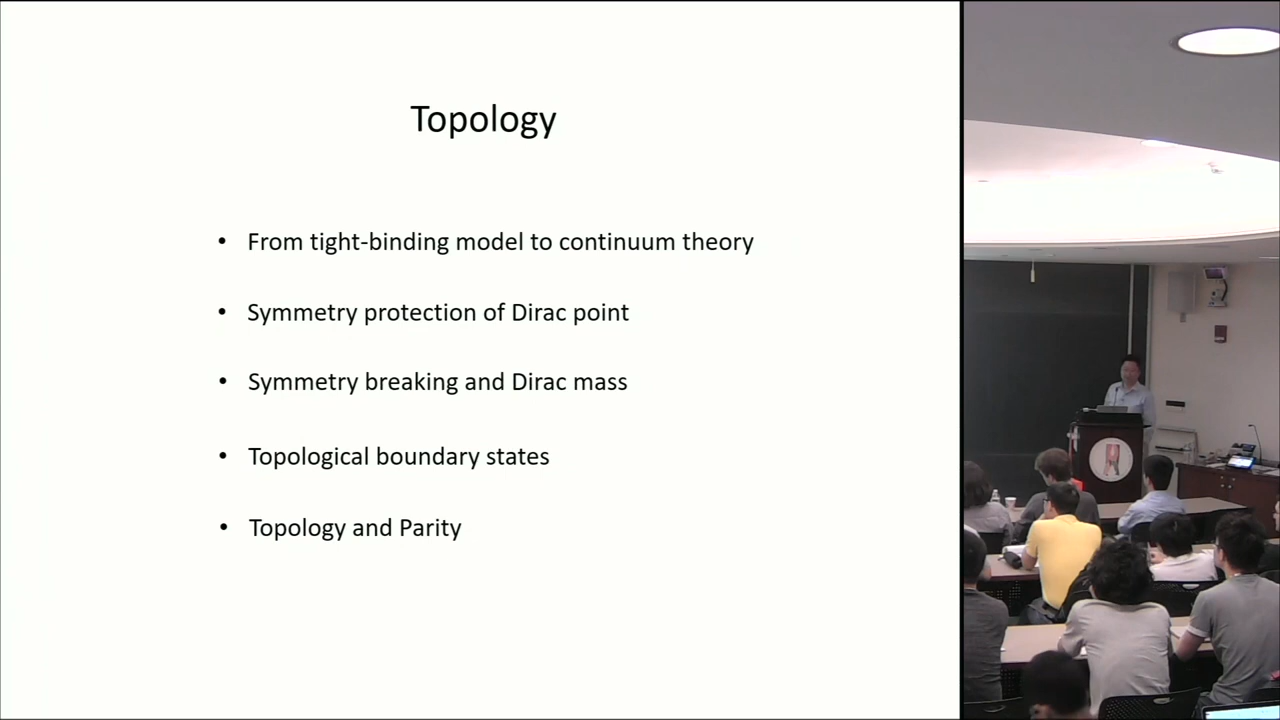 Topology
• From tight-binding model to continuum theory
• Symmetry protection of Dirac point
• Symmetry breaking and Dirac mass
• Topological boundary states
• Topology and Parity